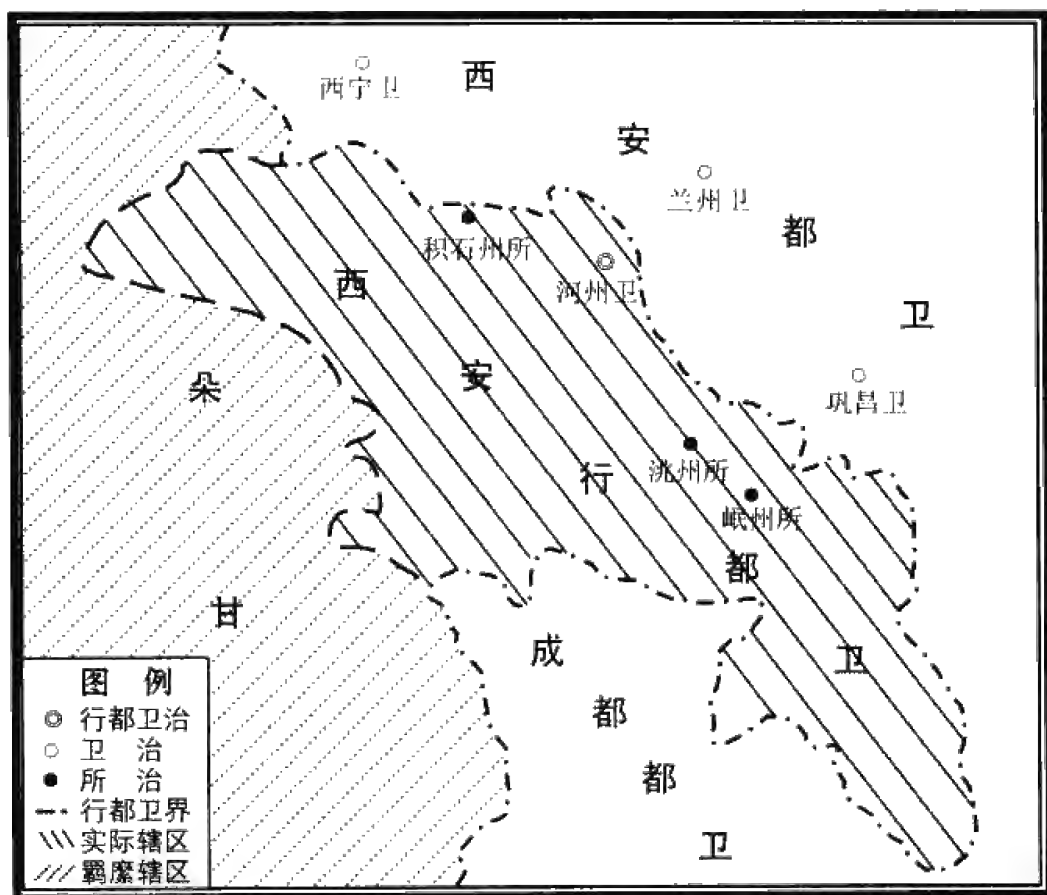 西宁卫
西
安
都
卫
兰州卫
积石州所
河州卫
西
安
行
都
卫
巩昌卫
洮州所
岷州所
朵
甘
成
都
都
卫
图 例
行都卫治
卫 治
所 治
行都卫界
实际辖区
羁縻辖区